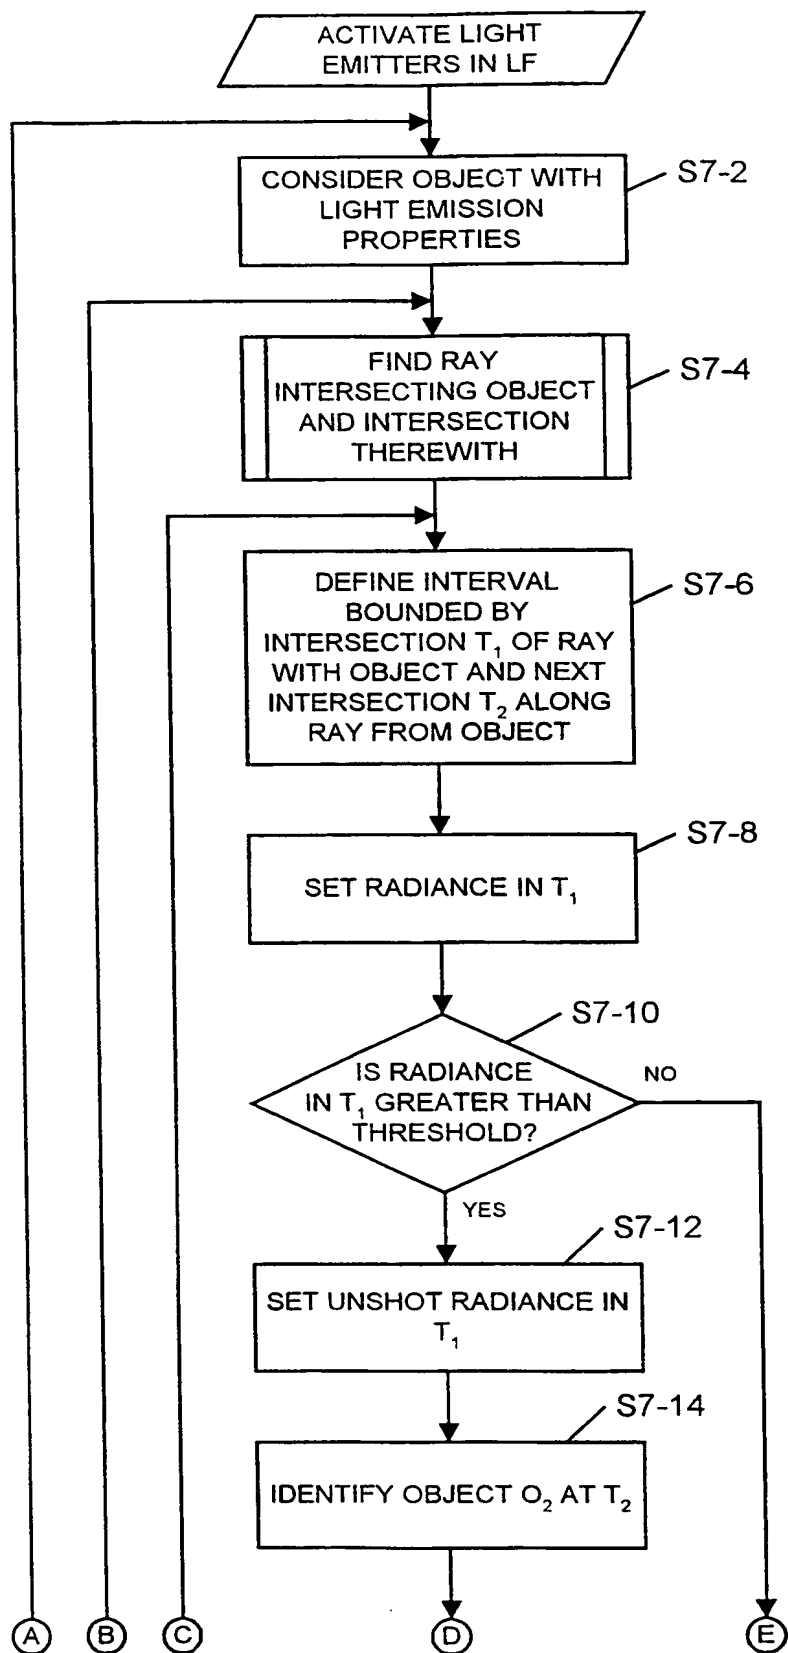 ACTIVATE LIGHT
EMITTERS IN LF
CONSIDER OBJECT WITH
LIGHT EMISSION
PROPERTIES
S7-2
FIND RAY
INTERSECTING OBJECT
AND INTERSECTION
THEREWITH
S7-4
DEFINE INTERVAL
BOUNDED BY
INTERSECTION T₁ OF RAY
WITH OBJECT AND NEXT
INTERSECTION T₂ ALONG
RAY FROM OBJECT
S7-6
SET RADIANCE IN T₁
S7-8
IS RADIANCE
IN T₁ GREATER THAN
THRESHOLD?
S7-10
NO
YES
SET UNSHOT RADIANCE IN
T₁
S7-12
IDENTIFY OBJECT O₂ AT T₂
S7-14
A B C D E